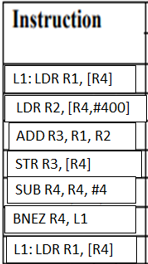 Instruction
L1: LDR R1, [R4]
LDR R2, [R4,#400]
ADD R3, R1, R2
STR R3, [R4]
SUB R4, R4, #4
BNEZ R4, L1
L1: LDR R1, [R4]